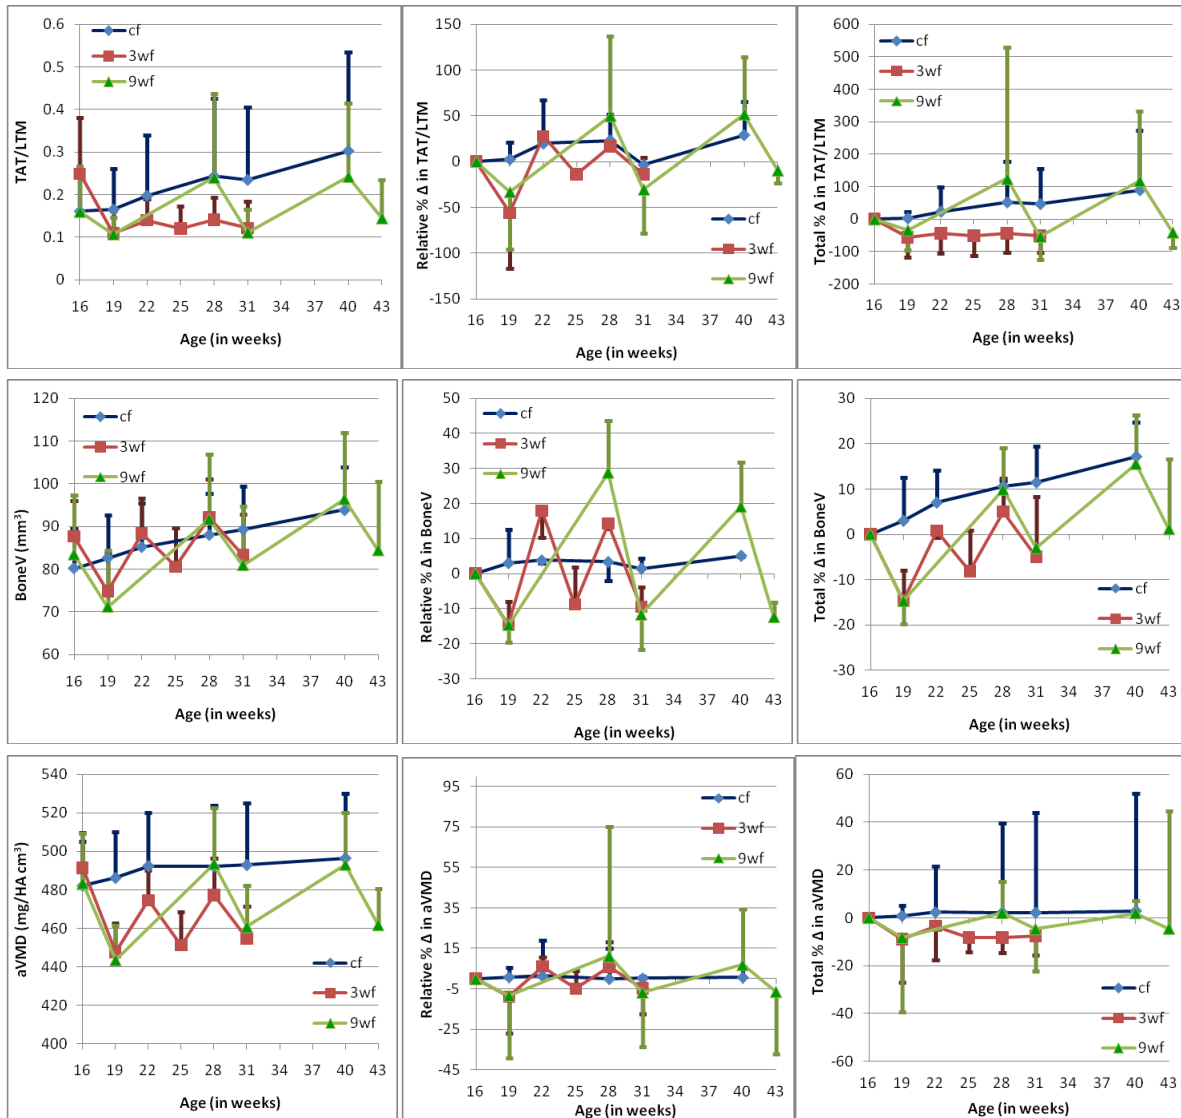 0.6
0.5
0.4
0.3
0.2
0.1
0
TAT/LTM
cf
3wf
9wf
16 19 22 25 28 31 34 37 40 43
Age (in weeks)
150
100
50
0
-50
-100
-150
Relative % Δ in TAT/LTM
cf
3wf
9wf
16 19 22 25 28 31 34 37 40 43
Age (in weeks)
600
500
400
300
200
100
0
-100
-200
Total % Δ in TAT/LTM
cf
3wf
9wf
16 19 22 25 28 31 34 37 40 43
Age (in weeks)
120
110
100
90
80
70
60
BoneV (mm³)
cf
3wf
9wf
16 19 22 25 28 31 34 37 40 43
Age (in weeks)
50
40
30
20
10
0
-10
-20
-30
Relative % Δ in BoneV
cf
3wf
9wf
16 19 22 25 28 31 34 37 40 43
Age (in weeks)
30
20
10
0
-10
-20
-30
Total % Δ in BoneV
cf
3wf
9wf
16 19 22 25 28 31 34 37 40 43
Age (in weeks)
540
520
500
480
460
440
420
400
aVMD (mg/HA cm³)
cf
3wf
9wf
16 19 22 25 28 31 34 37 40 43
Age (in weeks)
95
75
55
35
15
-5
-25
-45
Relative % Δ in aVMD
cf
3wf
9wf
16 19 22 25 28 31 34 37 40 43
Age (in weeks)
60
40
20
0
-20
-40
-60
Total % Δ in aVMD
cf
3wf
9wf
16 19 22 25 28 31 34 37 40 43
Age (in weeks)